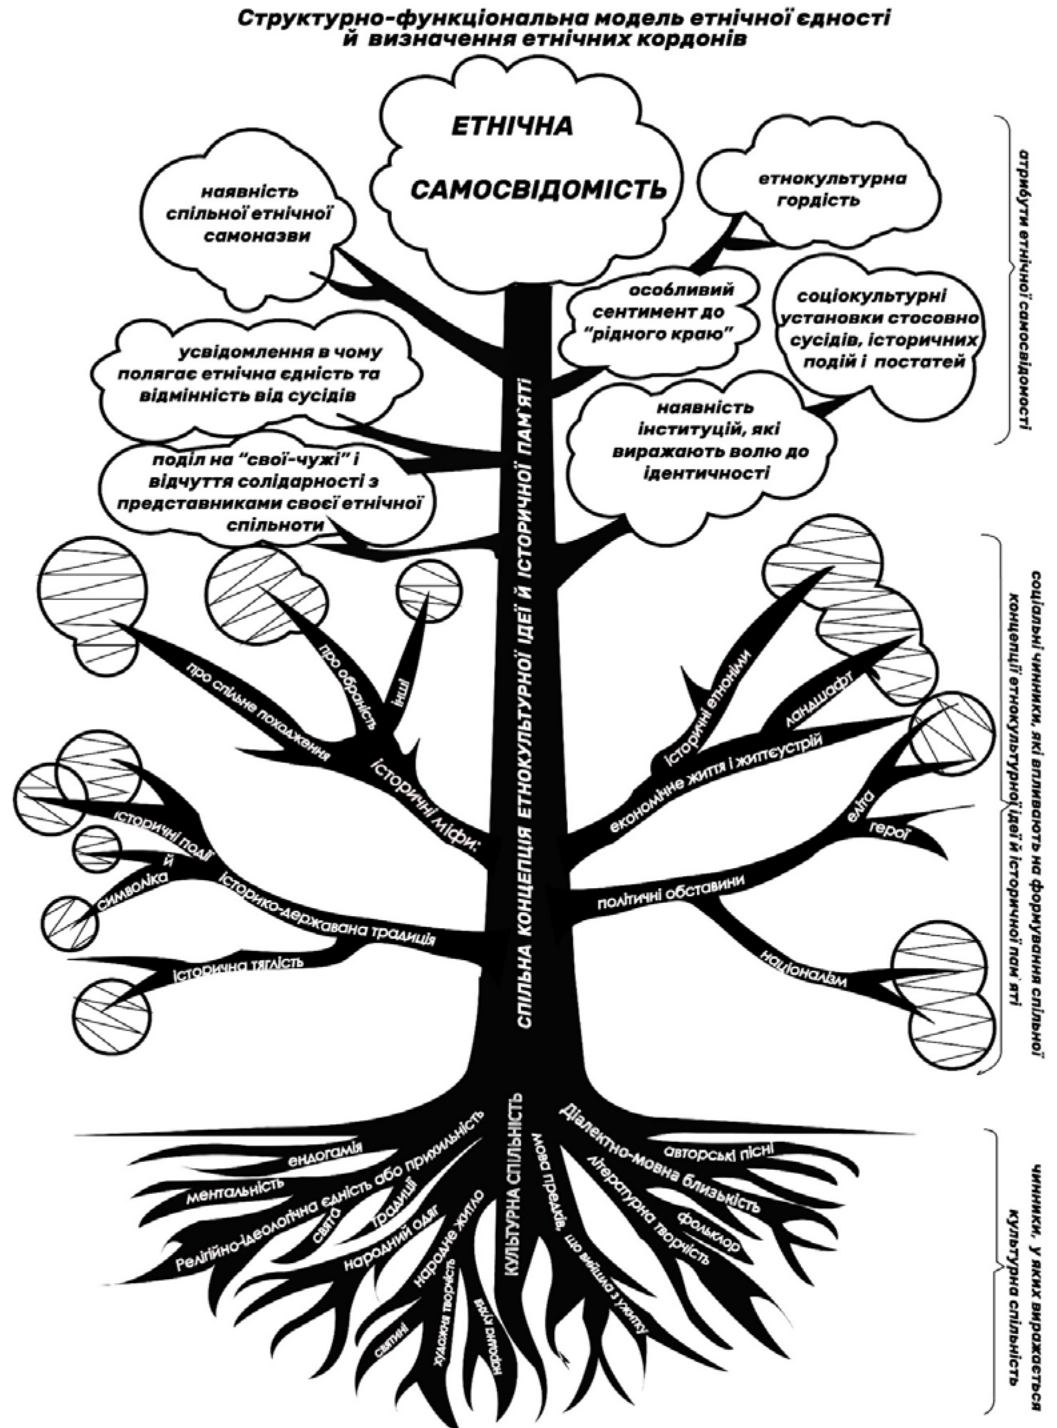 Структурно-функціональна модель етнічної єдності
й визначення етнічних кордонів
ЕТНІЧНА
САМОСВІДОМІСТЬ
наявність
спільної етнічної
самоназви
етнокультурна
гордість
особливий
сентимент до
“рідного краю”
соціокультурні
установки стосовно
сусідів, історичних
подій і постатей
усвідомлення в чому
полягає етнічна єдність та
відмінність від сусідів
наявність
інституцій, які
виражають волю до
ідентичності
поділ на “свої-чужі” і
відчуття солідарності з
представниками своєї етнічної
спільноти
атрибути етнічної самосвідомості
СПІЛЬНА КОНЦЕПЦІЯ ЕТНОКУЛЬТУРНОЇ ІДЕЇ Й ІСТОРИЧНОЇ ПАМ`ЯТІ
про спільне походження
про обраність
інші
історичні міфи:
історичні етноніми
ландшафт
економічне життя і життєустрій
еліта
герої
політичні обставини
націоналізм
історичні події
й
символіка
історико-держаавана традиція
історична тяглість
соціальні чинники, які впливають на формування спільної
концепції етнокультурної ідеї й історичної пам`яті
КУЛЬТУРНА СПІЛЬНІСТЬ
ендогамія
ментальність
Релігійно-ідеологічна єдність або прихильність
свята
традиції
народний одяг
народне житло
святині
художня творчість
народна кухня
мова предків, що вийшла з ужитку
літературна творчість
фольклор
Діалектно-мовна близькість
авторські пісні
чинники, у яких виражається
культурна спільність